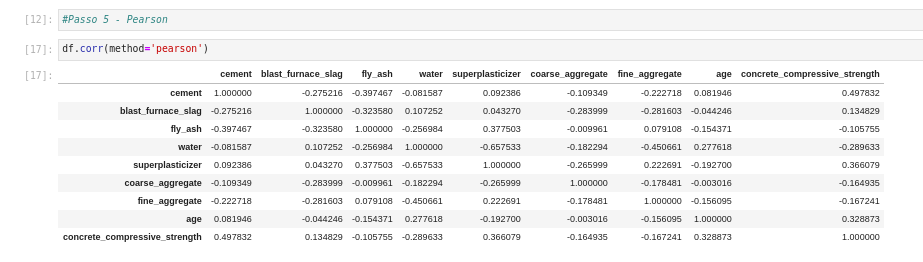 [12]: #Passo 5 - Pearson
[17]: df.corr(method='pearson')
[17]: cement blast_furnace_slag fly_ash water superplasticizer coarse_aggregate fine_aggregate age concrete_compressive_strength
cement 1.000000 -0.275216 -0.397467 -0.081587 0.092386 -0.109349 -0.222718 0.081946 0.497832
blast_furnace_slag -0.275216 1.000000 -0.323580 0.107252 0.043270 -0.283999 -0.281603 -0.044246 0.134829
fly_ash -0.397467 -0.323580 1.000000 -0.256984 0.377503 -0.009961 0.079108 -0.154371 -0.105755
water -0.081587 0.107252 -0.256984 1.000000 -0.657533 -0.182294 -0.450661 0.277618 -0.289633
superplasticizer 0.092386 0.043270 0.377503 -0.657533 1.000000 -0.265999 0.222691 -0.192700 0.366079
coarse_aggregate -0.109349 -0.283999 -0.009961 -0.182294 -0.265999 1.000000 -0.178481 -0.003016 -0.164935
fine_aggregate -0.222718 -0.281603 0.079108 -0.450661 0.222691 -0.178481 1.000000 -0.156095 -0.167241
age 0.081946 -0.044246 -0.154371 0.277618 -0.192700 -0.003016 -0.156095 1.000000 0.328873
concrete_compressive_strength 0.497832 0.134829 -0.105755 -0.289633 0.366079 -0.164935 -0.167241 0.328873 1.000000